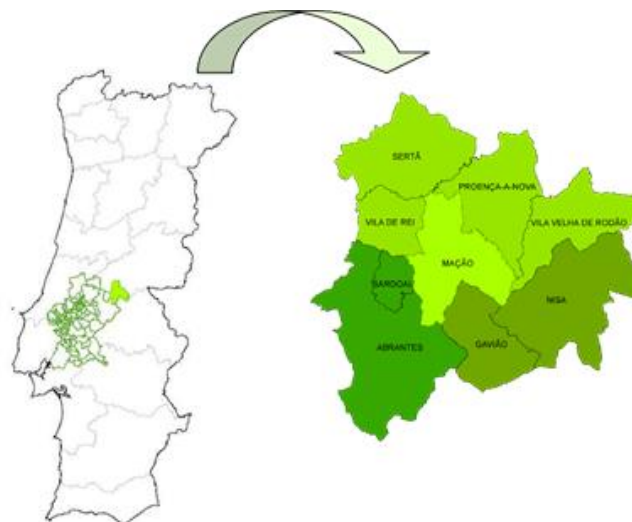 SERTÃ
PROENÇA-A-NOVA
VILA DE REI
VILA VELHA DE RODÃO
MAÇÃO
SARDOAL
NISA
GAVIÃO
ABRANTES